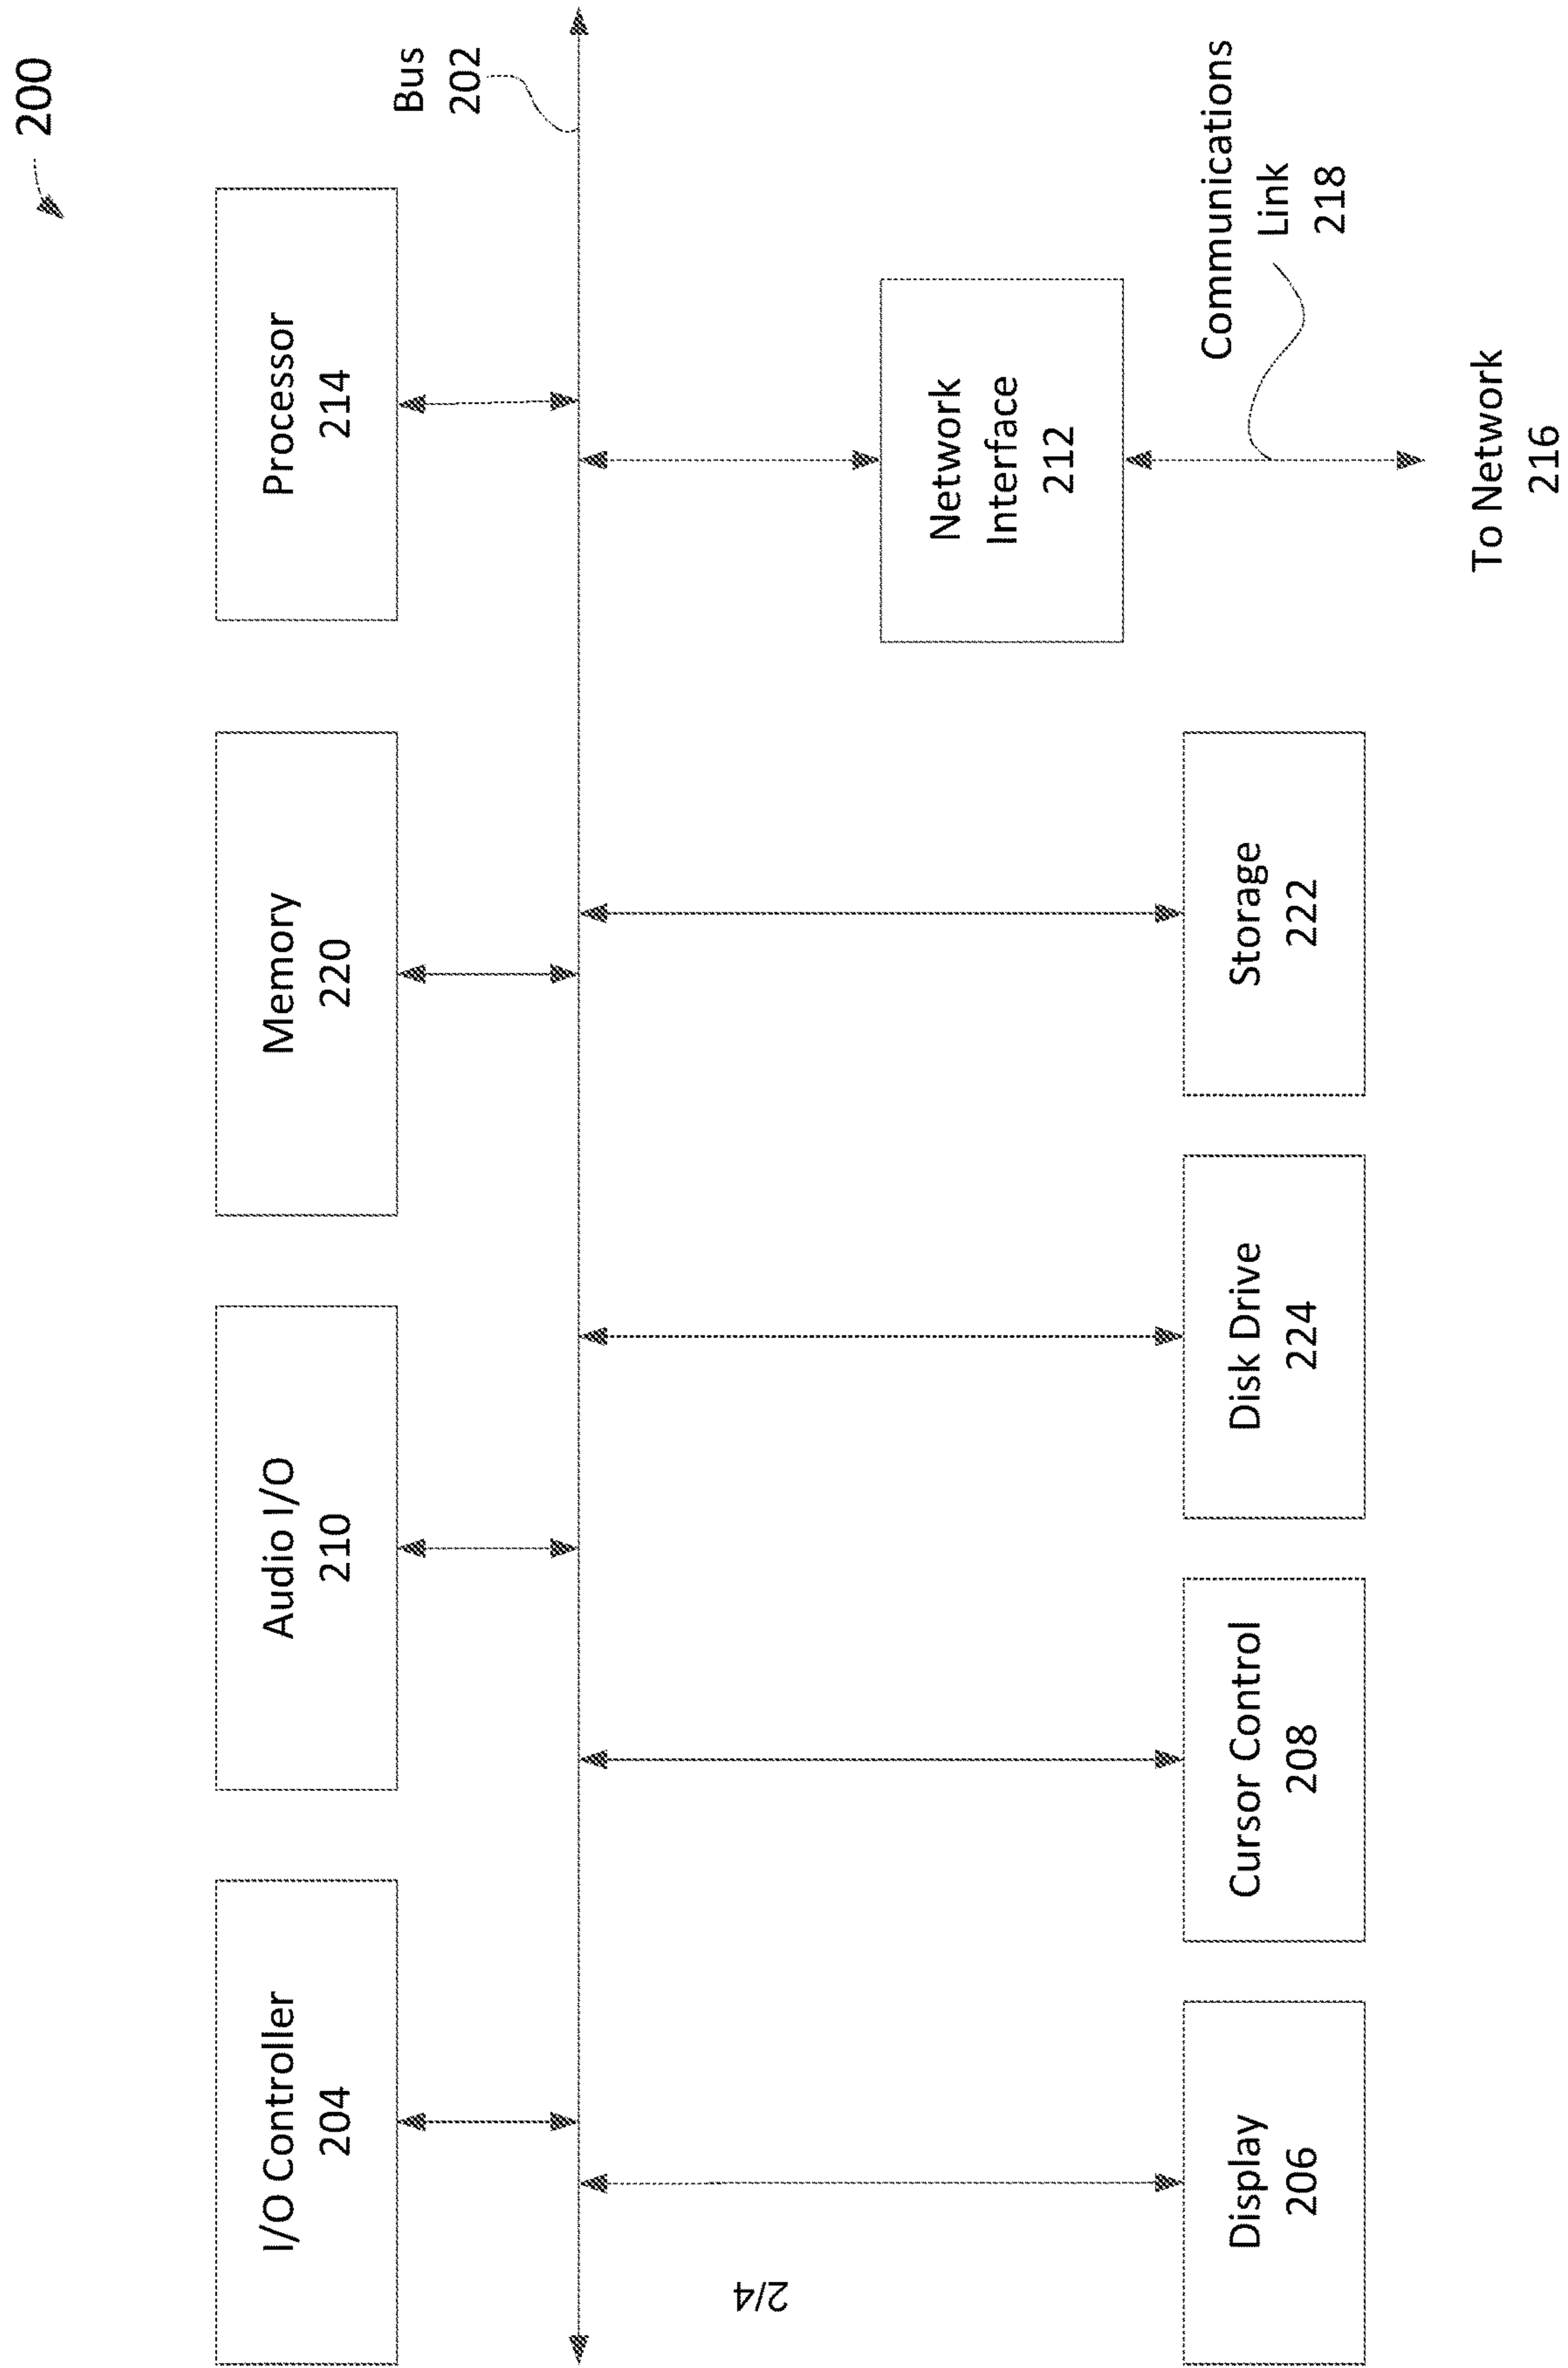 200
I/O Controller
204
Audio I/O
210
Memory
220
Processor
214
Bus
202
Network
Interface
212
Communications
Link
218
To Network
216
Display
206
Cursor Control
208
Disk Drive
224
Storage
222
2/4